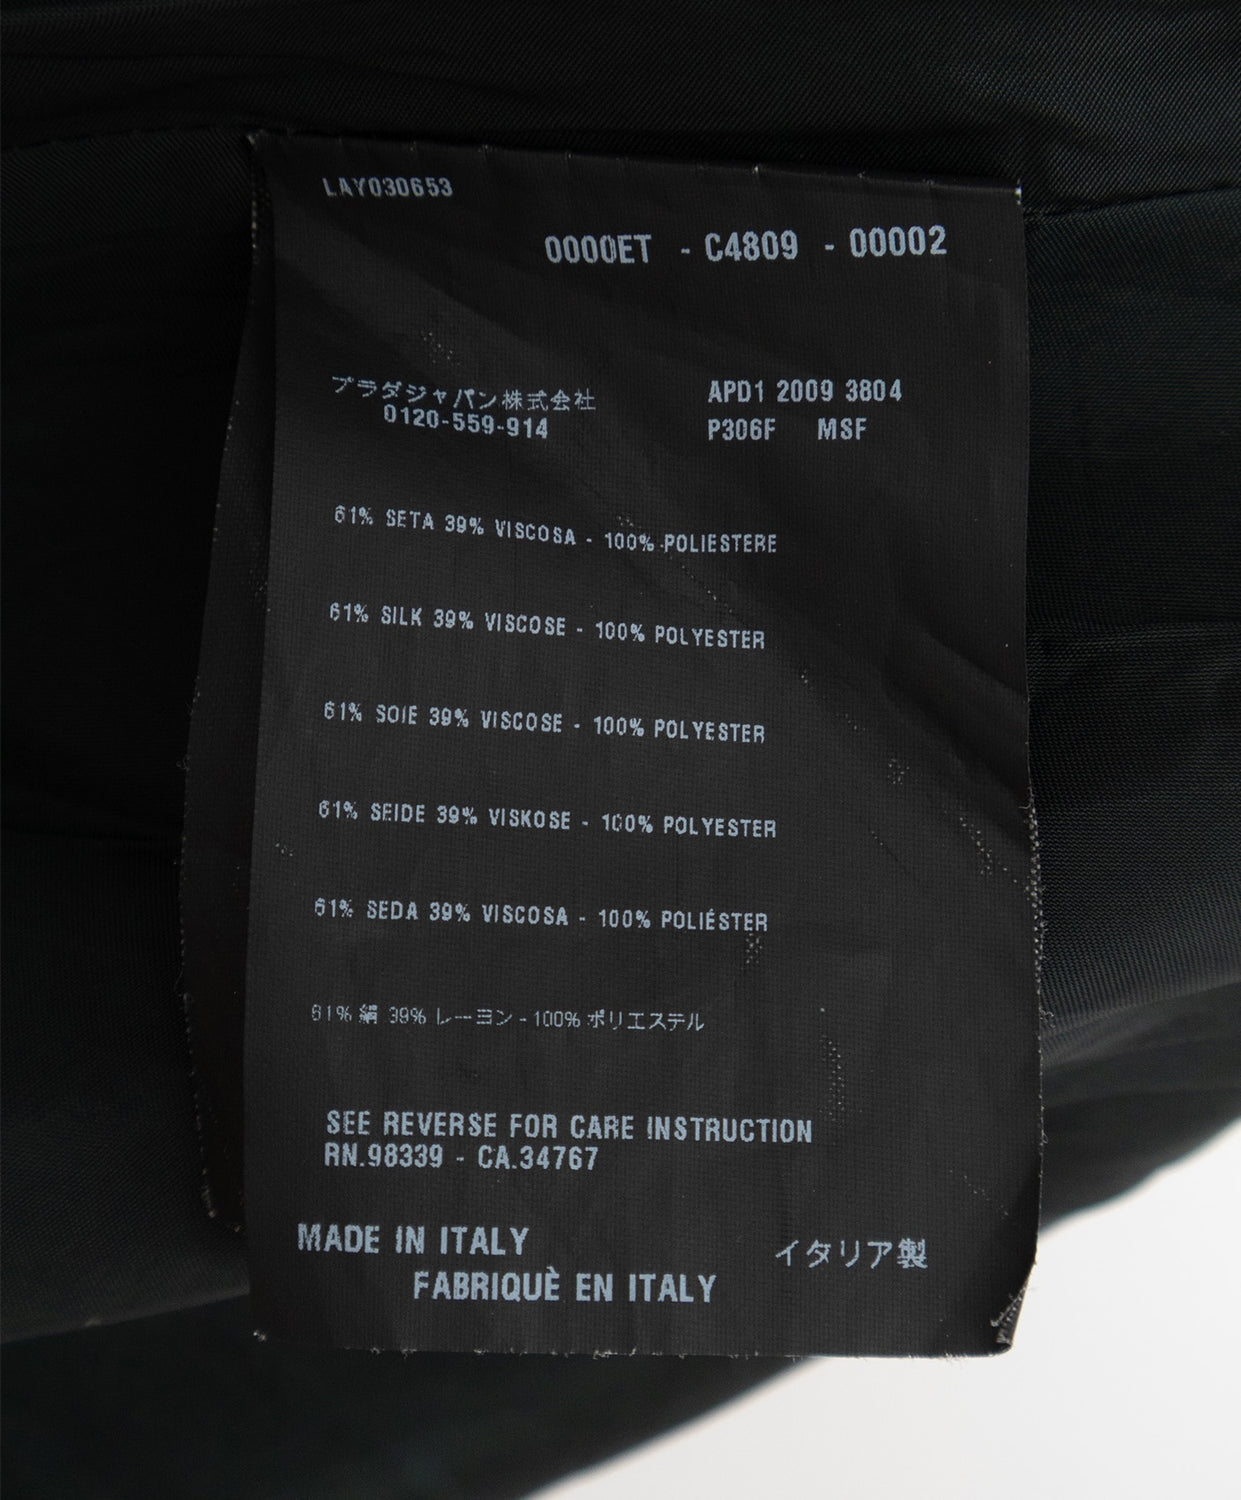 LAY030653
0000ET - C4809 - 00002
プラダジャパン株式会社
0120-559-914
APD1 2009 3804
P306F MSF
61% SETA 39% VISCOSA - 100% POLIESTERE
61% SILK 39% VISCOSE - 100% POLYESTER
61% SOIE 39% VISCOSE - 100% POLYESTER
61% SEIDE 39% VISKOSE - 100% POLYESTER
61% SEDA 39% VISCOSA - 100% POLIÉSTER
61% 絹 39% レーヨン - 100% ポリエステル
SEE REVERSE FOR CARE INSTRUCTION
RN.98339 - CA.34767
MADE IN ITALY
FABRIQUÈ EN ITALY
イタリア製